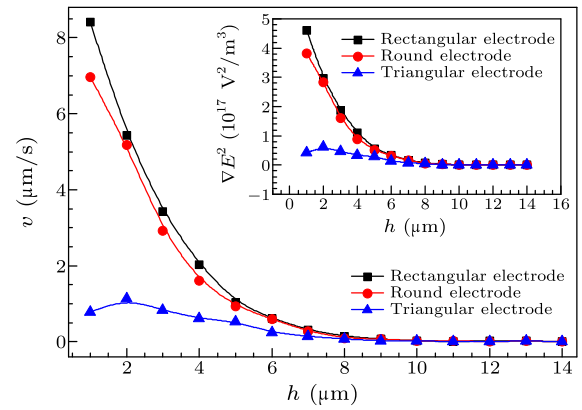 8
6
4
2
0
v (μm/s)
2 4 6 8 10 12 14
h (μm)
Rectangular electrode
Round electrode
Triangular electrode
5
4
3
2
1
0
−1
∇E² (10¹⁷ V²/m³)
0 2 4 6 8 10 12 14 16
h (μm)
Rectangular electrode
Round electrode
Triangular electrode